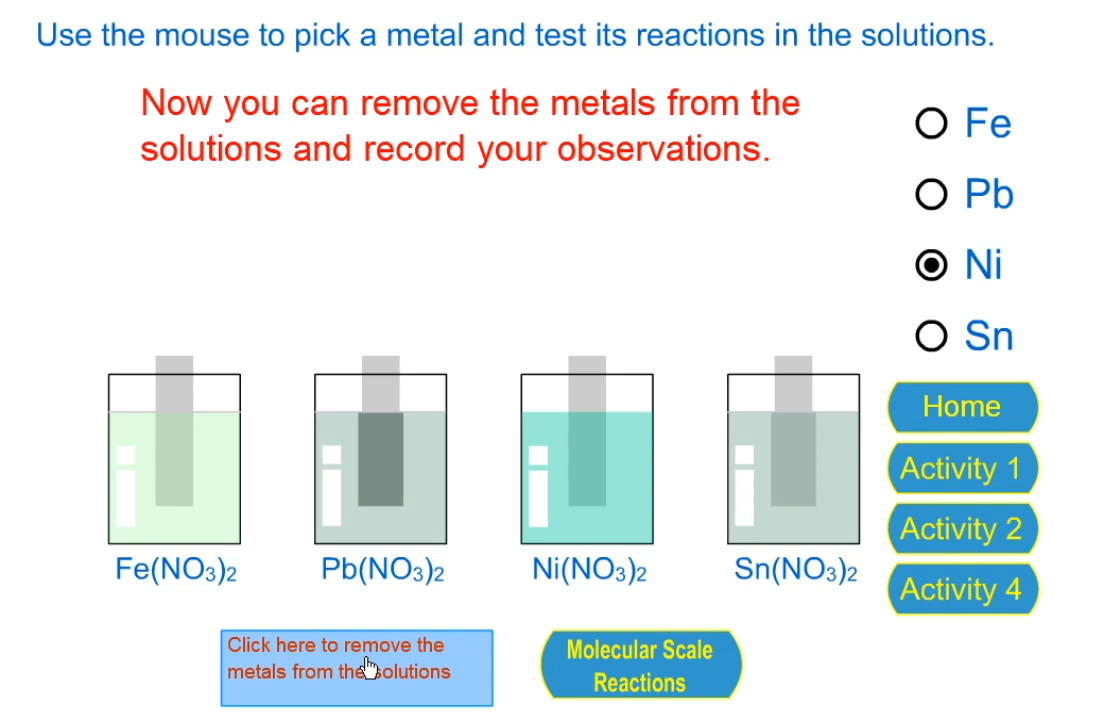 Use the mouse to pick a metal and test its reactions in the solutions.
Now you can remove the metals from the
solutions and record your observations.
Fe
Pb
Ni
Sn
Home
Activity 1
Activity 2
Activity 4
Fe(NO3)2
Pb(NO3)2
Ni(NO3)2
Sn(NO3)2
Click here to remove the
metals from the solutions
Molecular Scale
Reactions